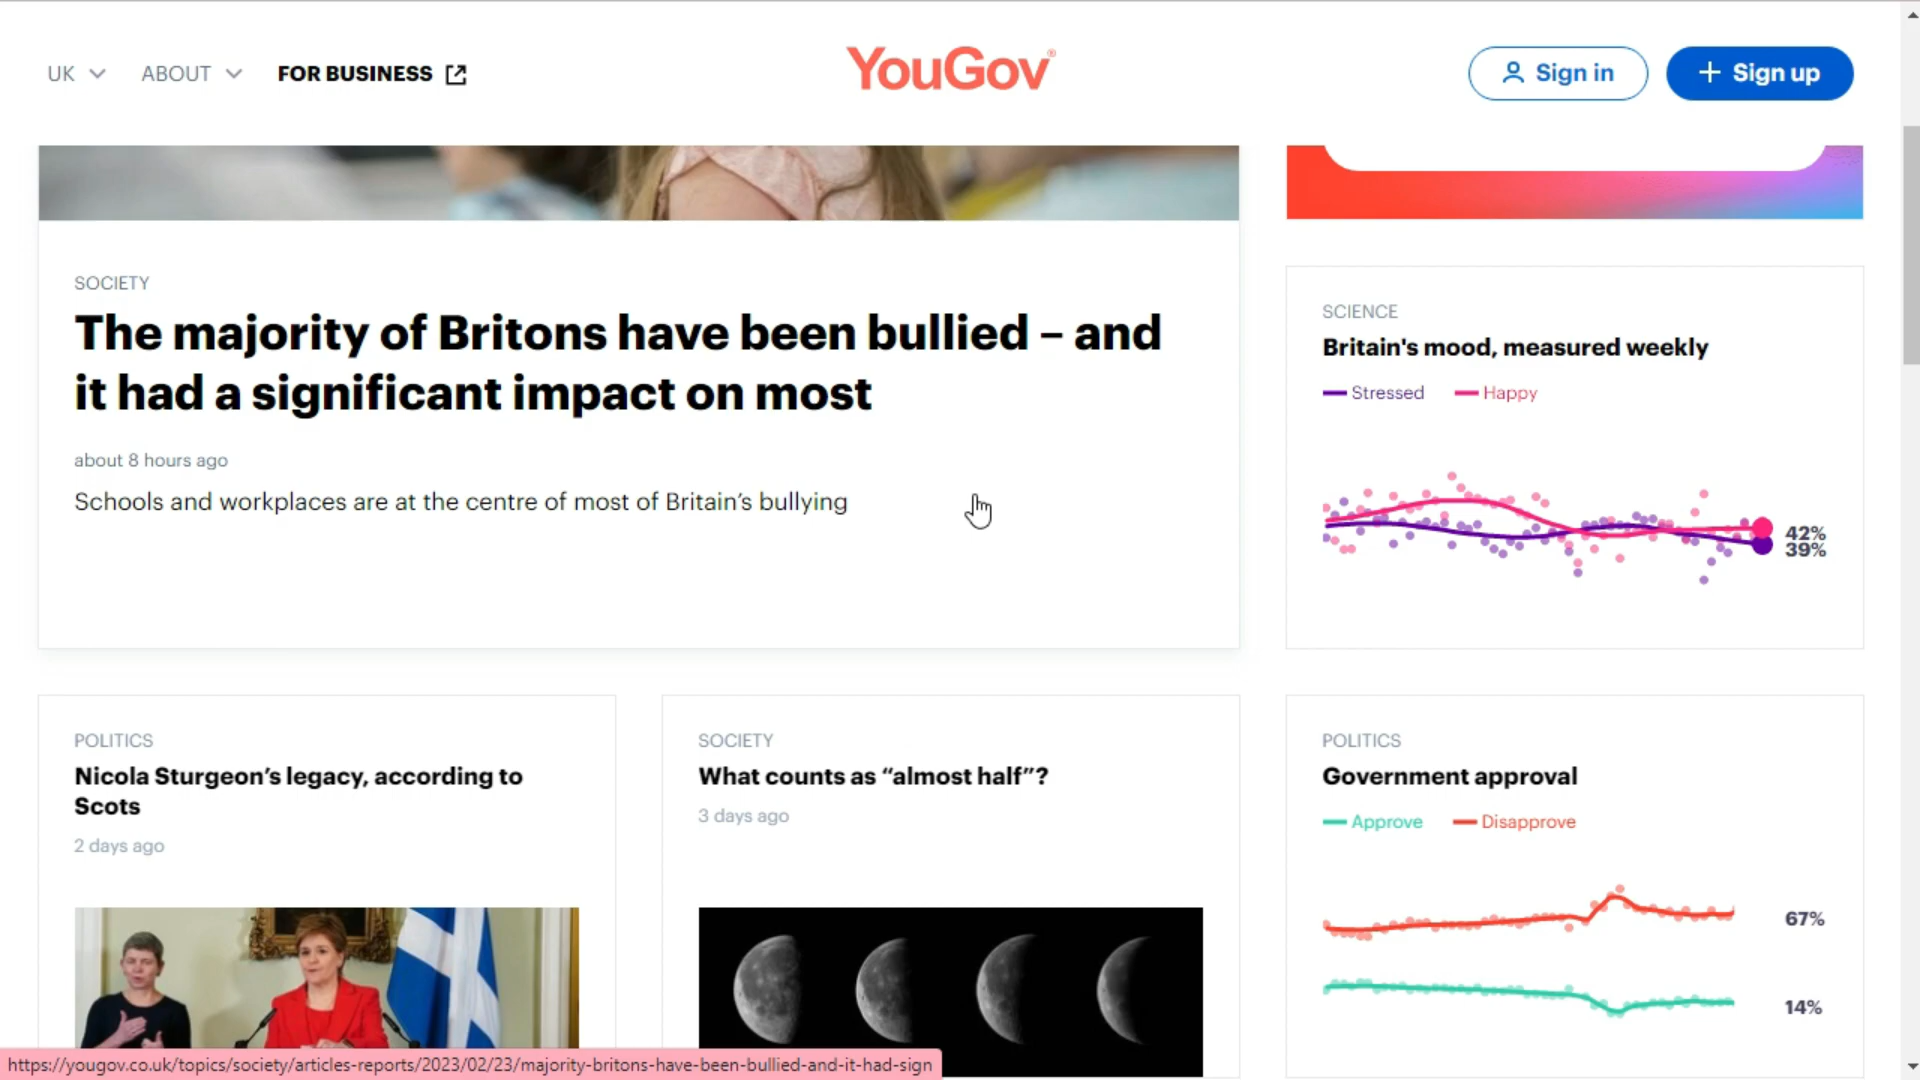 UK
ABOUT
FOR BUSINESS
YouGov®
Sign in
Sign up
SOCIETY
The majority of Britons have been bullied – and
it had a significant impact on most
about 8 hours ago
Schools and workplaces are at the centre of most of Britain's bullying
SCIENCE
Britain's mood, measured weekly
Stressed
Happy
42%
39%
POLITICS
Nicola Sturgeon's legacy, according to
Scots
2 days ago
SOCIETY
What counts as “almost half”?
3 days ago
POLITICS
Government approval
Approve
Disapprove
67%
14%
https://yougov.co.uk/topics/society/articles-reports/2023/02/23/majority-britons-have-been-bullied-and-it-had-sign